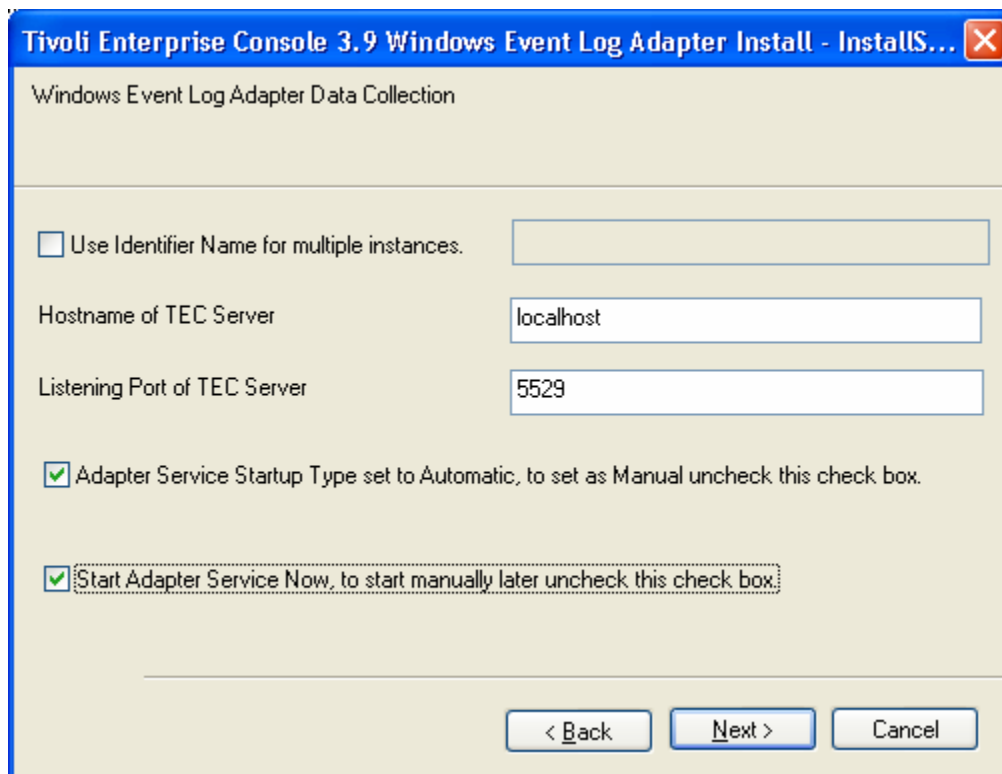 Tivoli Enterprise Console 3.9 Windows Event Log Adapter Install - InstallS...
Windows Event Log Adapter Data Collection
Use Identifier Name for multiple instances.
Hostname of TEC Server
localhost
Listening Port of TEC Server
5529
Adapter Service Startup Type set to Automatic, to set as Manual uncheck this check box.
Start Adapter Service Now, to start manually later uncheck this check box.
< Back
Next >
Cancel